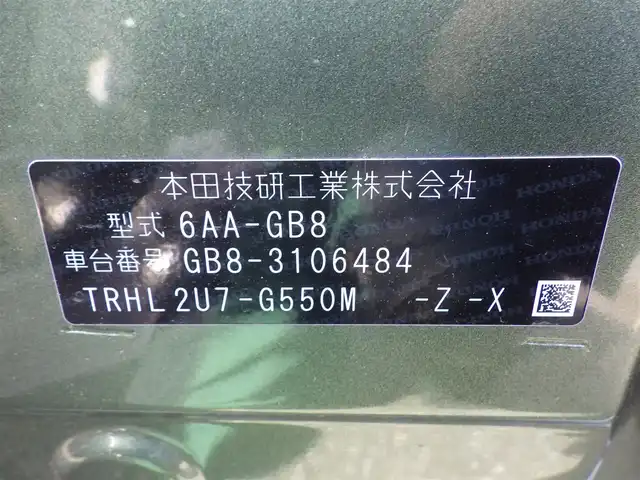 本田技研工業株式会社
型式 6AA-GB8
車台番号 GB8-3106484
TRHL2U7-G550M -Z -X